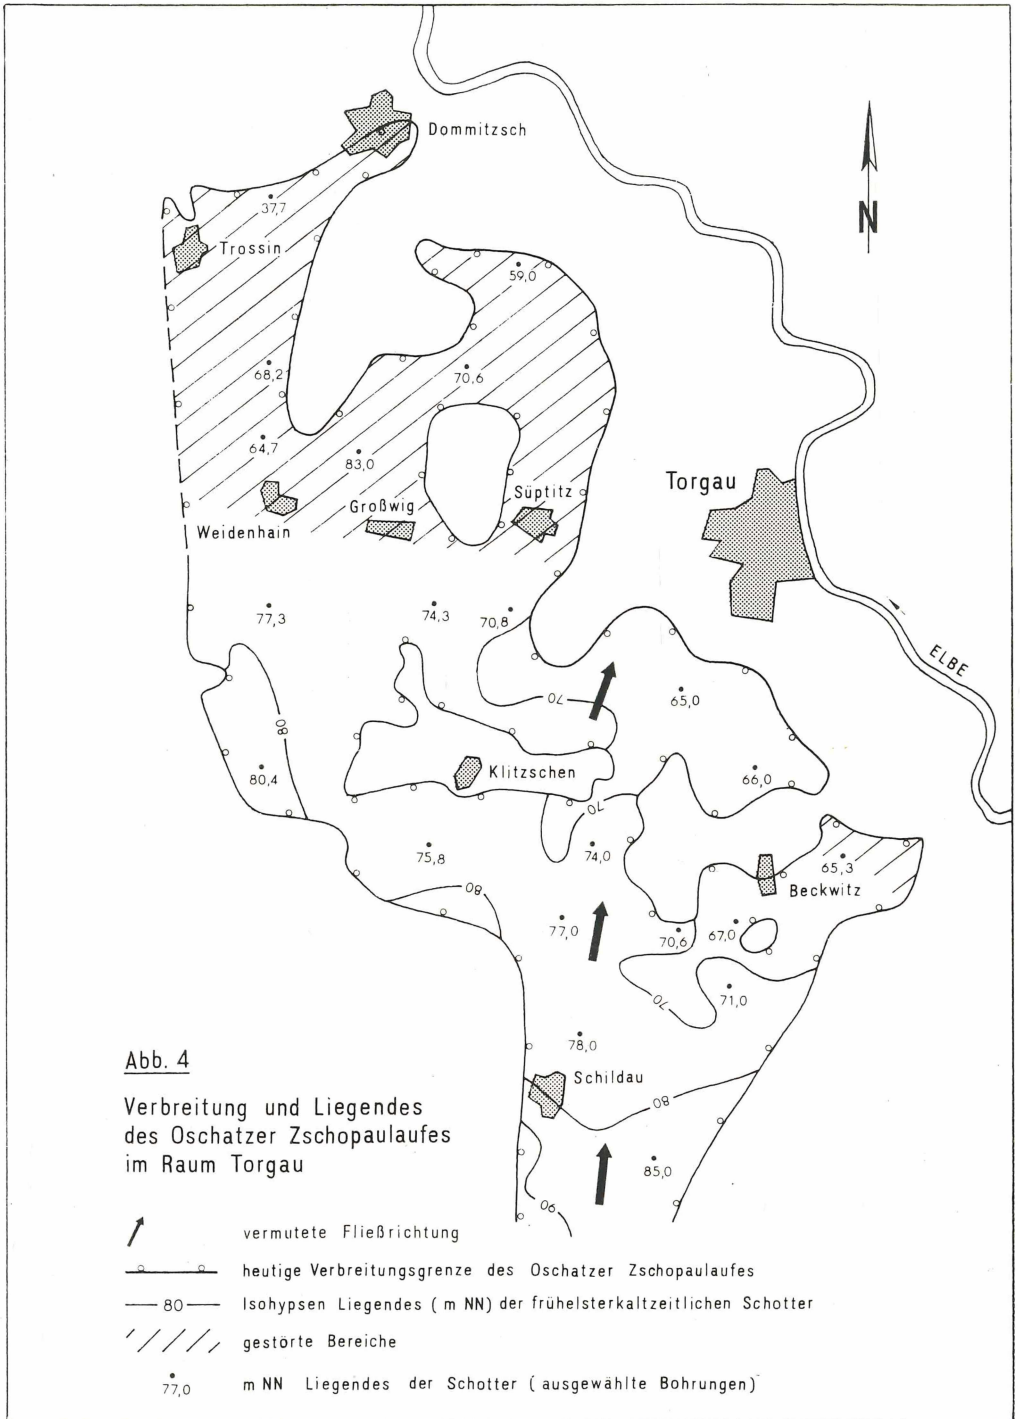 Dommitzsch
N
37,7
Trossin
59,0
68,2
70,6
64,7
83,0
Torgau
Süptitz
Großwig
Weidenhain
77,3
74,3
70,8
ELBE
70
65,0
80
80,4
Klitzschen
66,0
70
75,8
74,0
65,3
Beckwitz
80
77,0
70,6
67,0
70
71,0
78,0
Schildau
80
85,0
90
Abb. 4
Verbreitung und Liegendes
des Oschatzer Zschopaulaufes
im Raum Torgau
vermutete Fließrichtung
heutige Verbreitungsgrenze des Oschatzer Zschopaulaufes
80 Isohypsen Liegendes ( m NN) der frühelsterkaltzeitlichen Schotter
gestörte Bereiche
77,0 m NN Liegendes der Schotter ( ausgewählte Bohrungen)